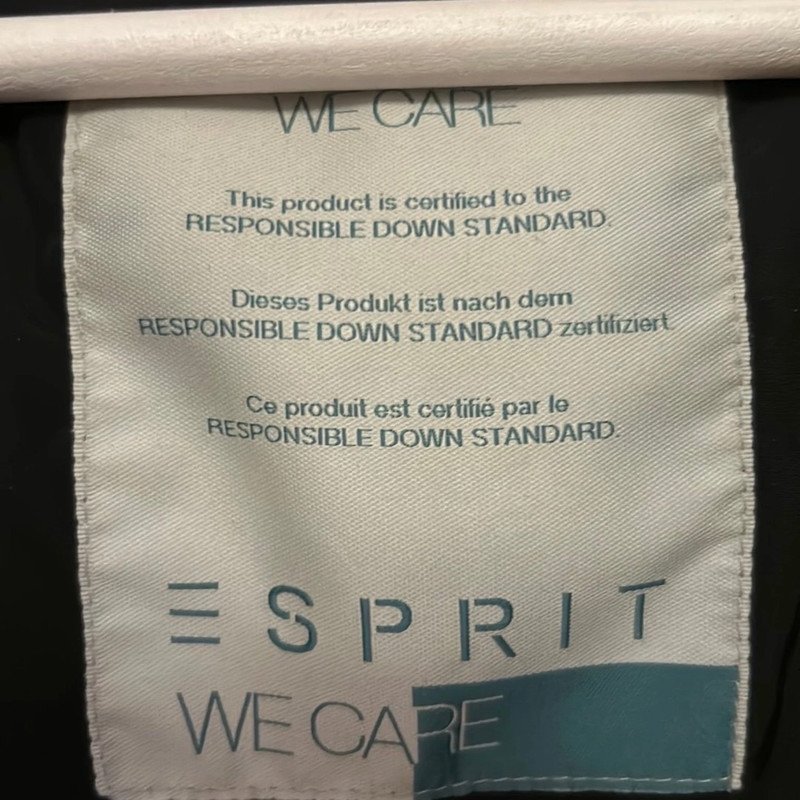 WE CARE
This product is certified to the
RESPONSIBLE DOWN STANDARD.
Dieses Produkt ist nach dem
RESPONSIBLE DOWN STANDARD zertifiziert.
Ce produit est certifié par le
RESPONSIBLE DOWN STANDARD.
ESPRIT
WE CARE